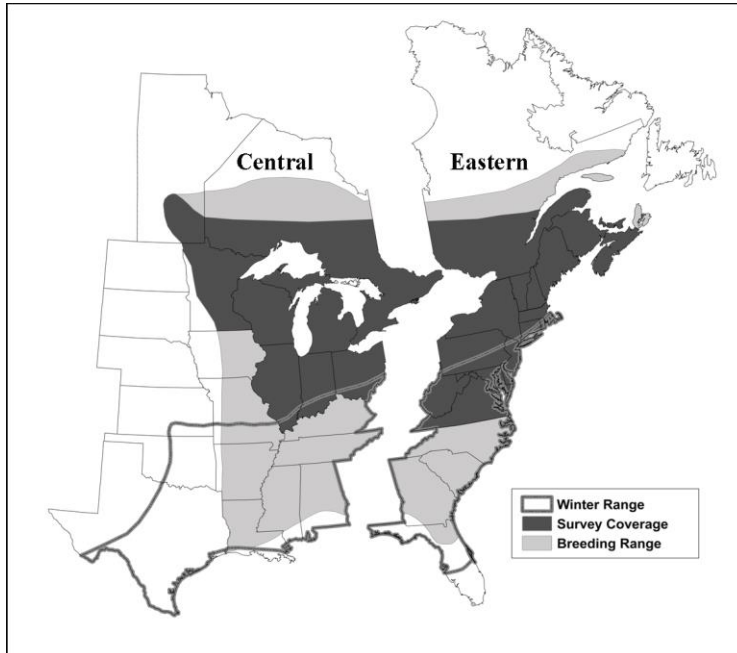 Central
Eastern
Winter Range
Survey Coverage
Breeding Range